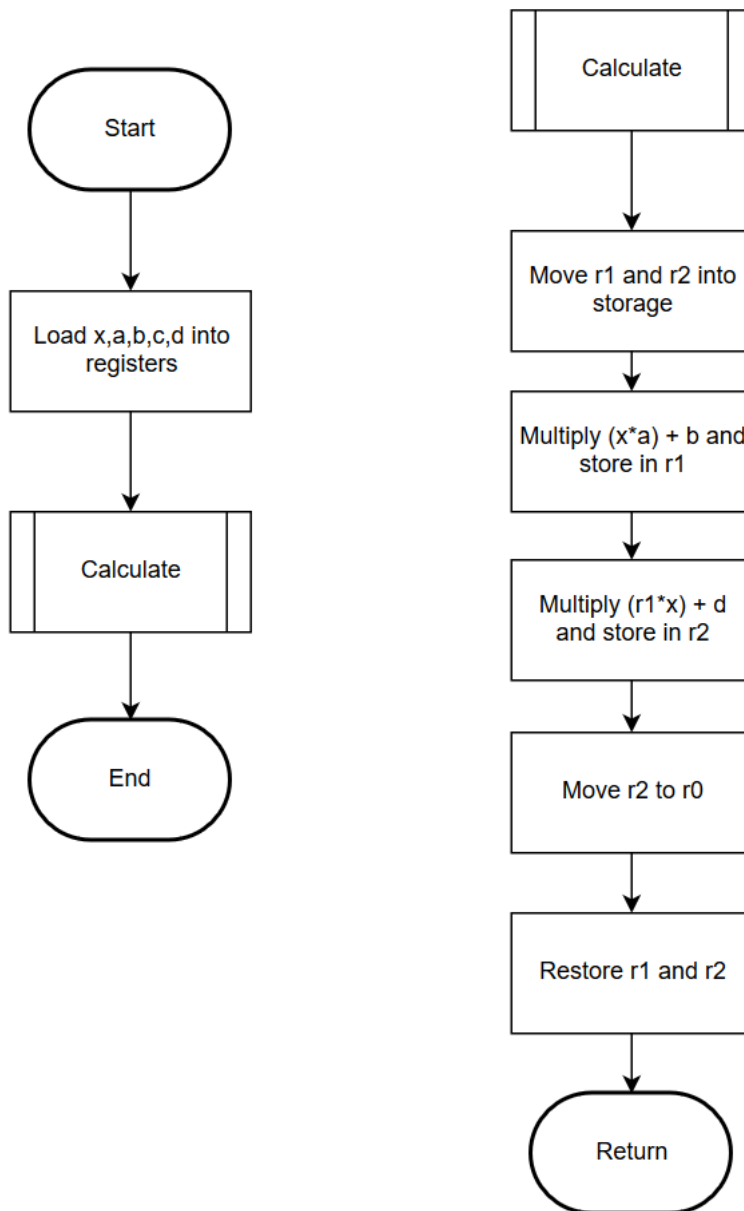 Start
Load x,a,b,c,d into
registers
Calculate
End
Calculate
Move r1 and r2 into
storage
Multiply (x*a) + b and
store in r1
Multiply (r1*x) + d
and store in r2
Move r2 to r0
Restore r1 and r2
Return